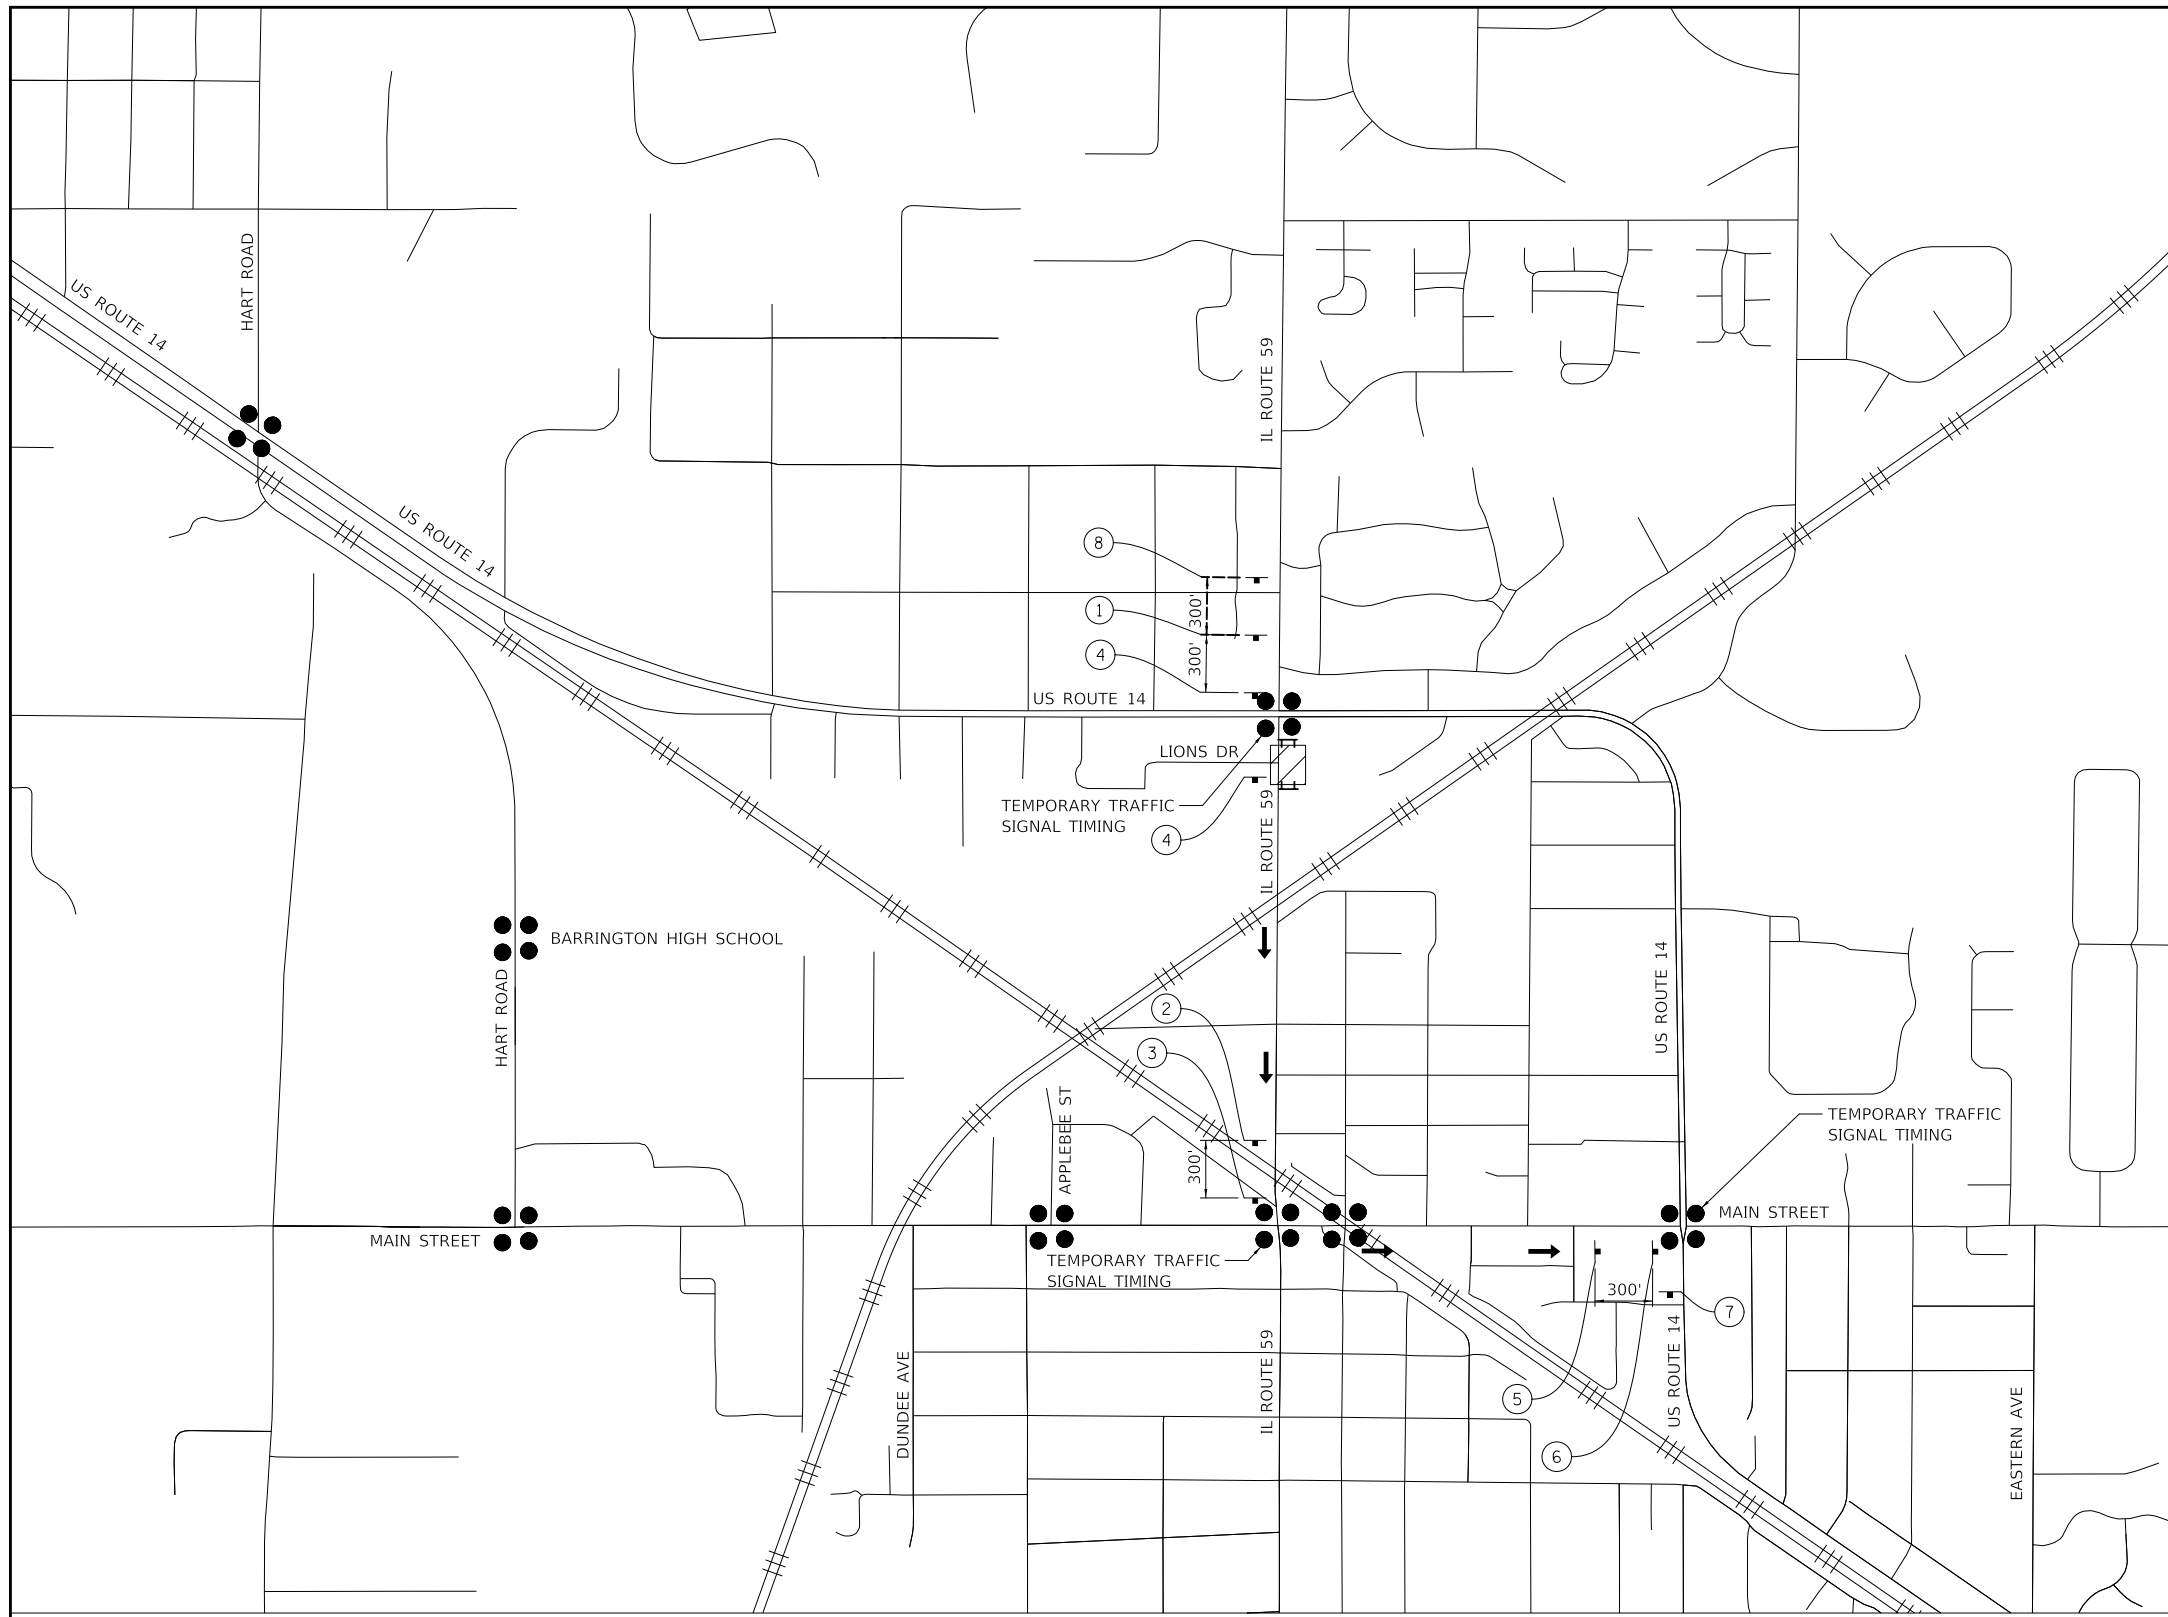 HART ROAD
US ROUTE 14
IL ROUTE 59
US ROUTE 14
8
1
300'
4
300'
US ROUTE 14
LIONS DR
TEMPORARY TRAFFIC
SIGNAL TIMING
4
IL ROUTE 59
BARRINGTON HIGH SCHOOL
HART ROAD
US ROUTE 14
2
3
APPLEBEE ST
300'
TEMPORARY TRAFFIC
SIGNAL TIMING
MAIN STREET
MAIN STREET
TEMPORARY TRAFFIC
SIGNAL TIMING
300'
7
DUNDEE AVE
IL ROUTE 59
US ROUTE 14
5
6
EASTERN AVE